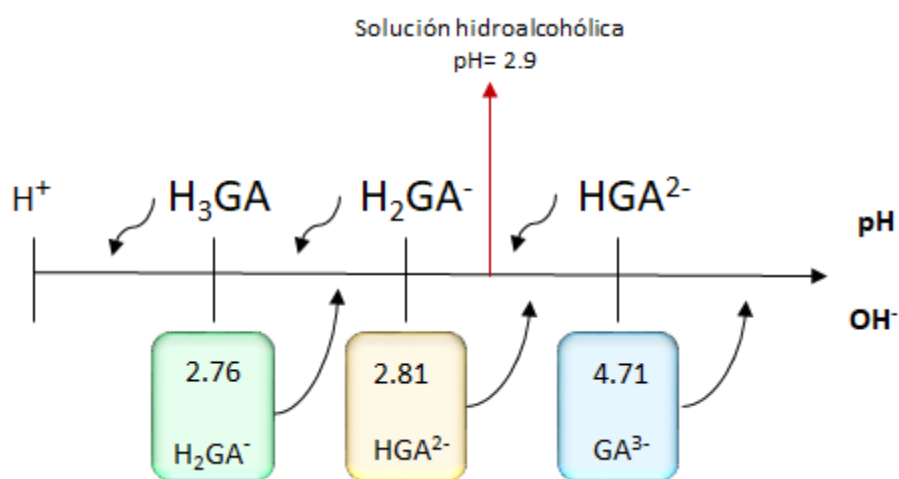 Solución hidroalcohólica
pH= 2.9
H⁺ H₃GA H₂GA⁻ HGA²⁻
pH
OH⁻
2.76 2.81 4.71
H₂GA⁻ HGA²⁻ GA³⁻